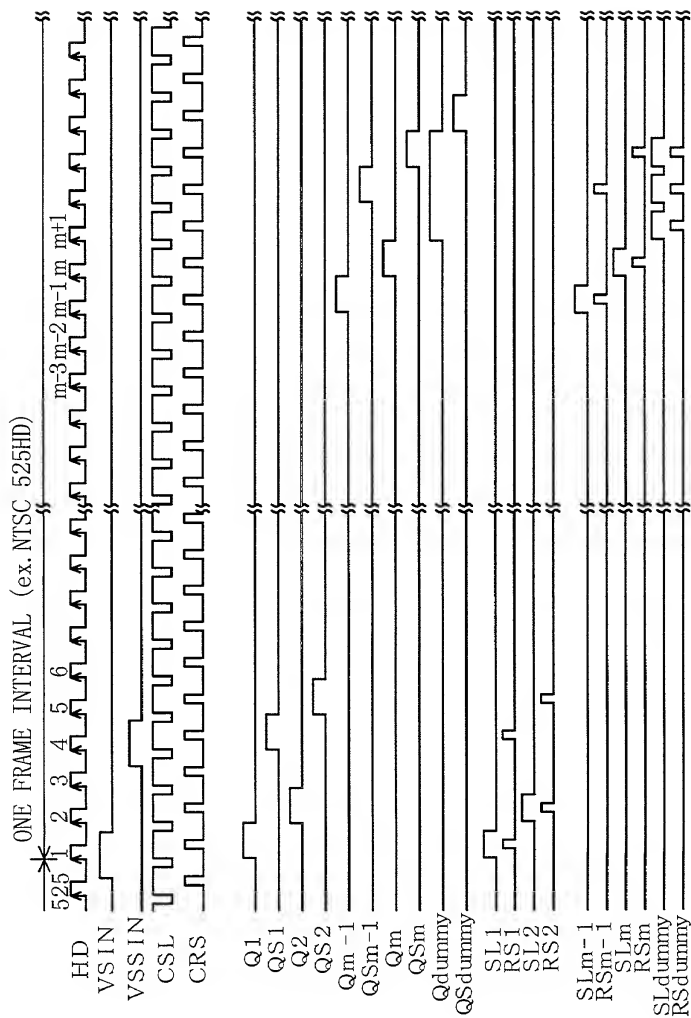 ONE FRAME INTERVAL (ex. NTSC 525HD)
525 1 2 3 4 5 6 m-3 m-2 m-1 m m+1
HD
VSIN
VSSIN
CSL
CRS
Q1
QS1
Q2
QS2
Qm-1
QSm-1
Qm
QSm
Qdummy
QSdummy
SL1
RS1
SL2
RS2
SLm-1
RSm-1
SLm
RSm
SLdummy
RSdummy